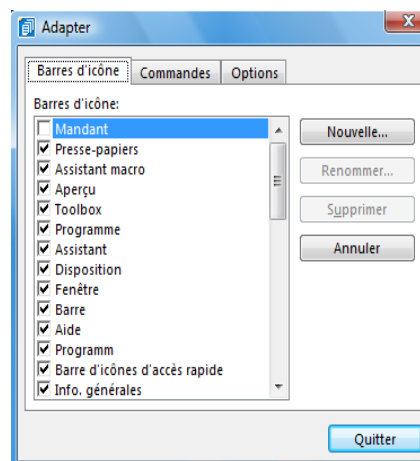 Adapter
X
Barres d'icône Commandes Options
Barres d'icône:
Mandant
Presse-papiers
Assistant macro
Aperçu
Toolbox
Programme
Assistant
Disposition
Fenêtre
Barre
Aide
Programm
Barre d'icônes d'accès rapide
Info. générales
Nouvelle...
Renommer...
Supprimer
Annuler
Quitter